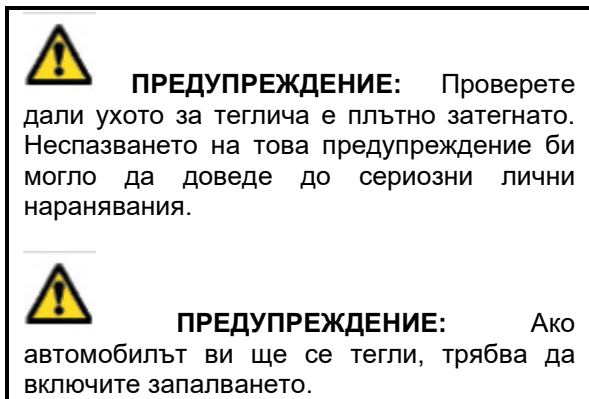 ПРЕДУПРЕЖДЕНИЕ: Проверете
дали ухото за теглича е плътно затегнато.
Неспазването на това предупреждение би
могло да доведе до сериозни лични
наранявания.
ПРЕДУПРЕЖДЕНИЕ: Ако
автомобилът ви ще се тегли, трябва да
включите запалването.